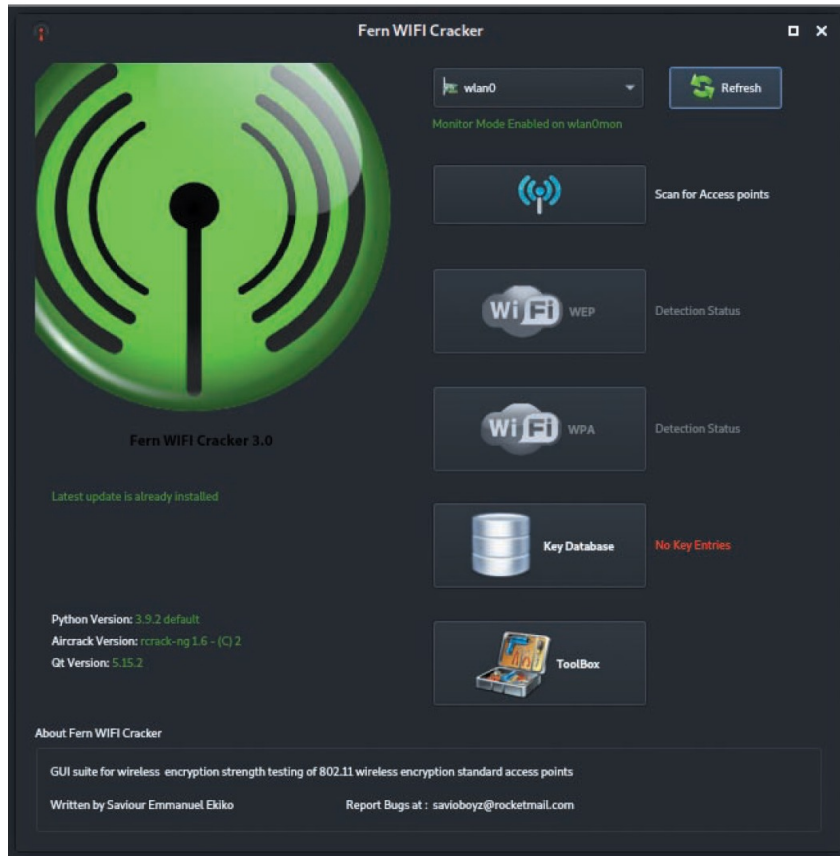 Fern WIFI Cracker
wlan0
Refresh
Monitor Mode Enabled on wlan0mon
Scan for Access points
WiFi WEP
Detection Status
WiFi WPA
Detection Status
Fern WIFI Cracker 3.0
Latest update is already installed
Key Database
No Key Entries
Python Version: 3.9.2 default
Aircrack Version: rcrack-ng 1.6 - (C) 2
Qt Version: 5.15.2
ToolBox
About Fern WIFI Cracker
GUI suite for wireless encryption strength testing of 802.11 wireless encryption standard access points
Written by Saviour Emmanuel Ekiko
Report Bugs at : savioboyz@rocketmail.com